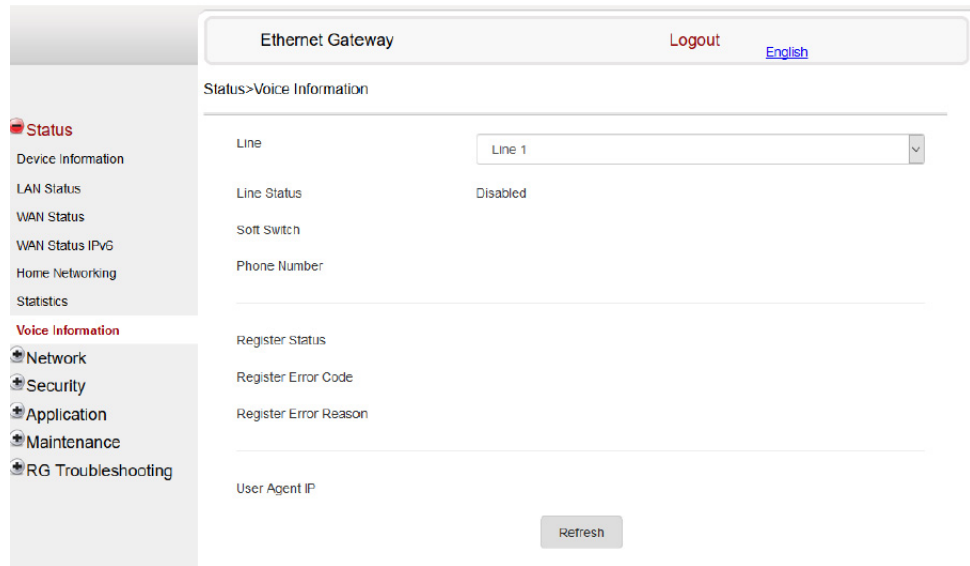 Ethernet Gateway
Logout
English
Status>Voice Information
Status
Device Information
LAN Status
WAN Status
WAN Status IPv6
Home Networking
Statistics
Voice Information
Network
Security
Application
Maintenance
RG Troubleshooting
Line
Line 1
Line Status
Disabled
Soft Switch
Phone Number
Register Status
Register Error Code
Register Error Reason
User Agent IP
Refresh